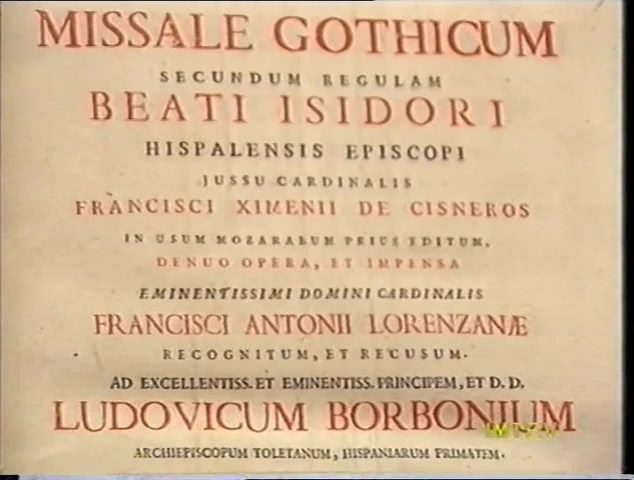 MISSALE GOTHICUM
SECUNDUM REGULAM
BEATI ISIDORI
HISPALENSIS EPISCOPI
JUSSU CARDINALIS
FRANCISCI XIMENII DE CISNEROS
IN USUM MOZARABUM PRIUS EDITUM,
DENUO OPERA, ET IMPENSA
EMINENTISSIMI DOMINI CARDINALIS
FRANCISCI ANTONII LORENZANÆ
RECOGNITUM, ET RECUSUM.
AD EXCELLENTISS. ET EMINENTISS. PRINCIPEM, ET D. D.
LUDOVICUM BORBONIUM
ARCHIEPISCOPUM TOLETANUM, HISPANIARUM PRIMATEM.